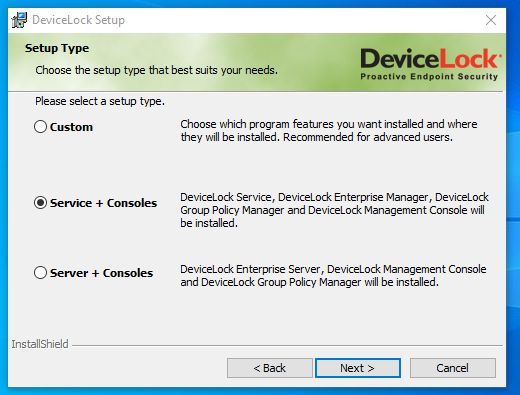 DeviceLock Setup
Setup Type
Choose the setup type that best suits your needs.
DeviceLock
Proactive Endpoint Security
Please select a setup type.
Custom
Choose which program features you want installed and where
they will be installed. Recommended for advanced users.
Service + Consoles
DeviceLock Service, DeviceLock Enterprise Manager, DeviceLock
Group Policy Manager and DeviceLock Management Console will
be installed.
Server + Consoles
DeviceLock Enterprise Server, DeviceLock Management Console
and DeviceLock Group Policy Manager will be installed.
InstallShield
< Back
Next >
Cancel